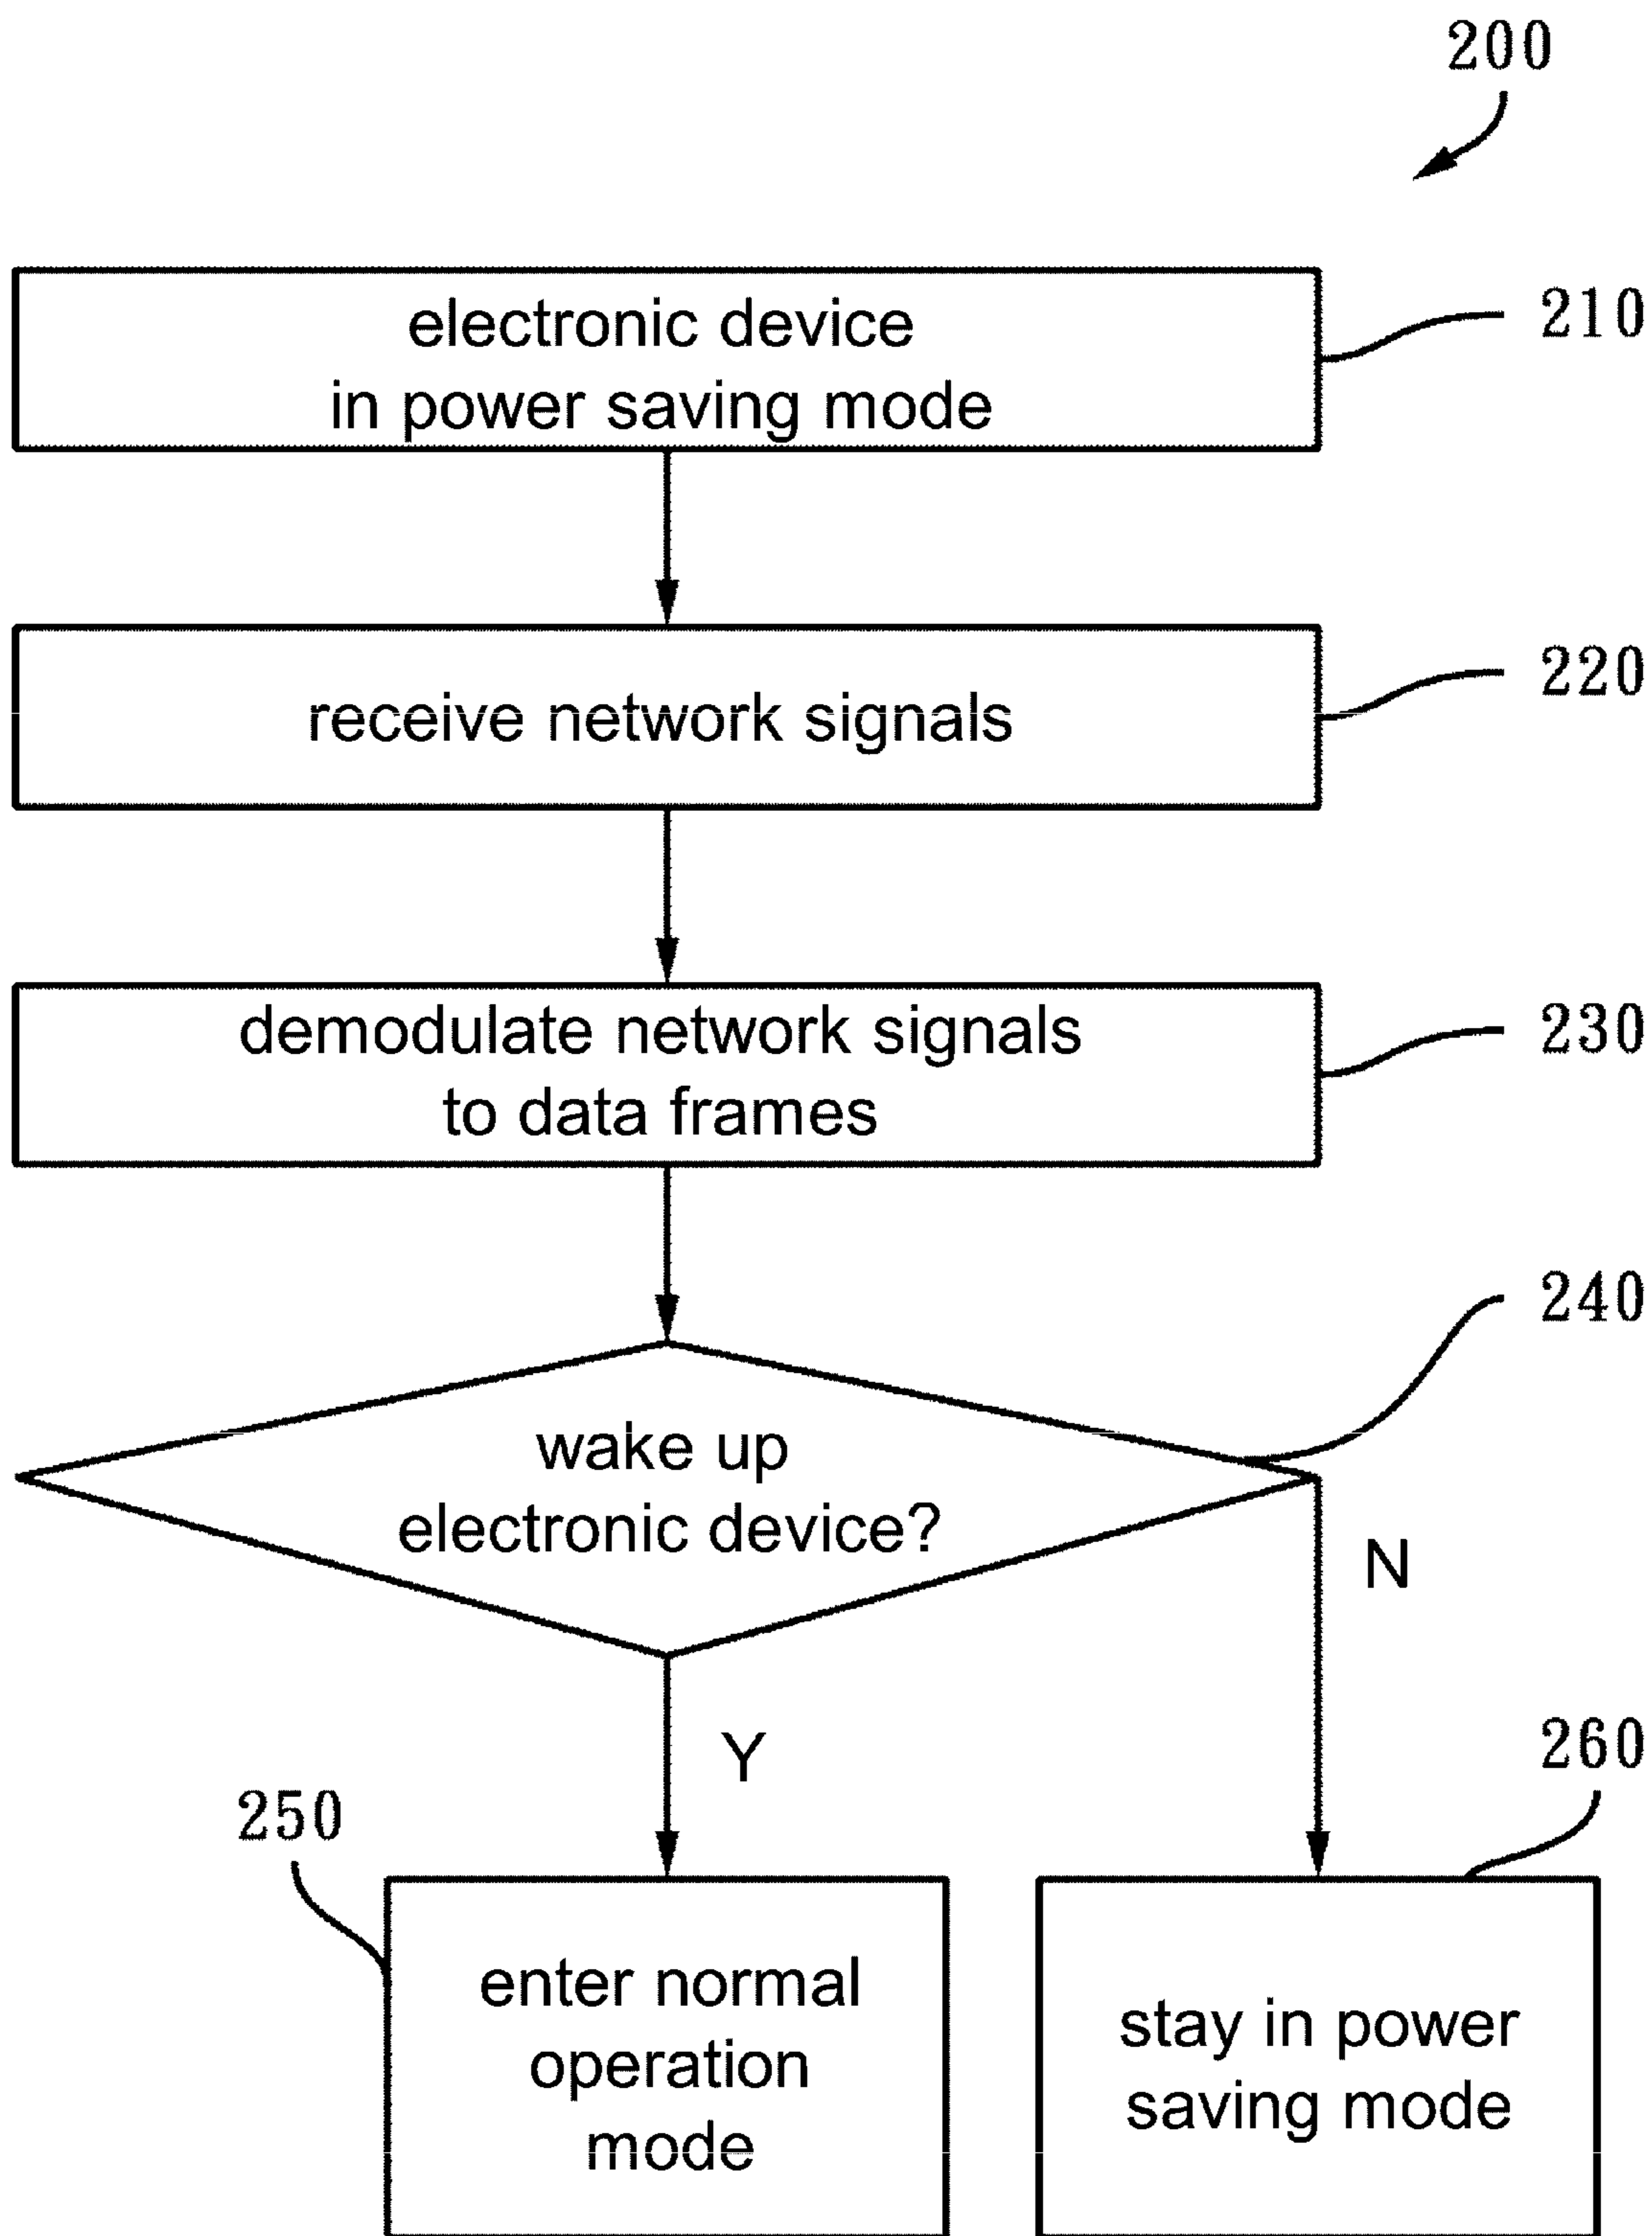 200
electronic device
in power saving mode
210
receive network signals
220
demodulate network signals
to data frames
230
240
wake up
electronic device?
N
Y
250
260
enter normal
operation
mode
stay in power
saving mode